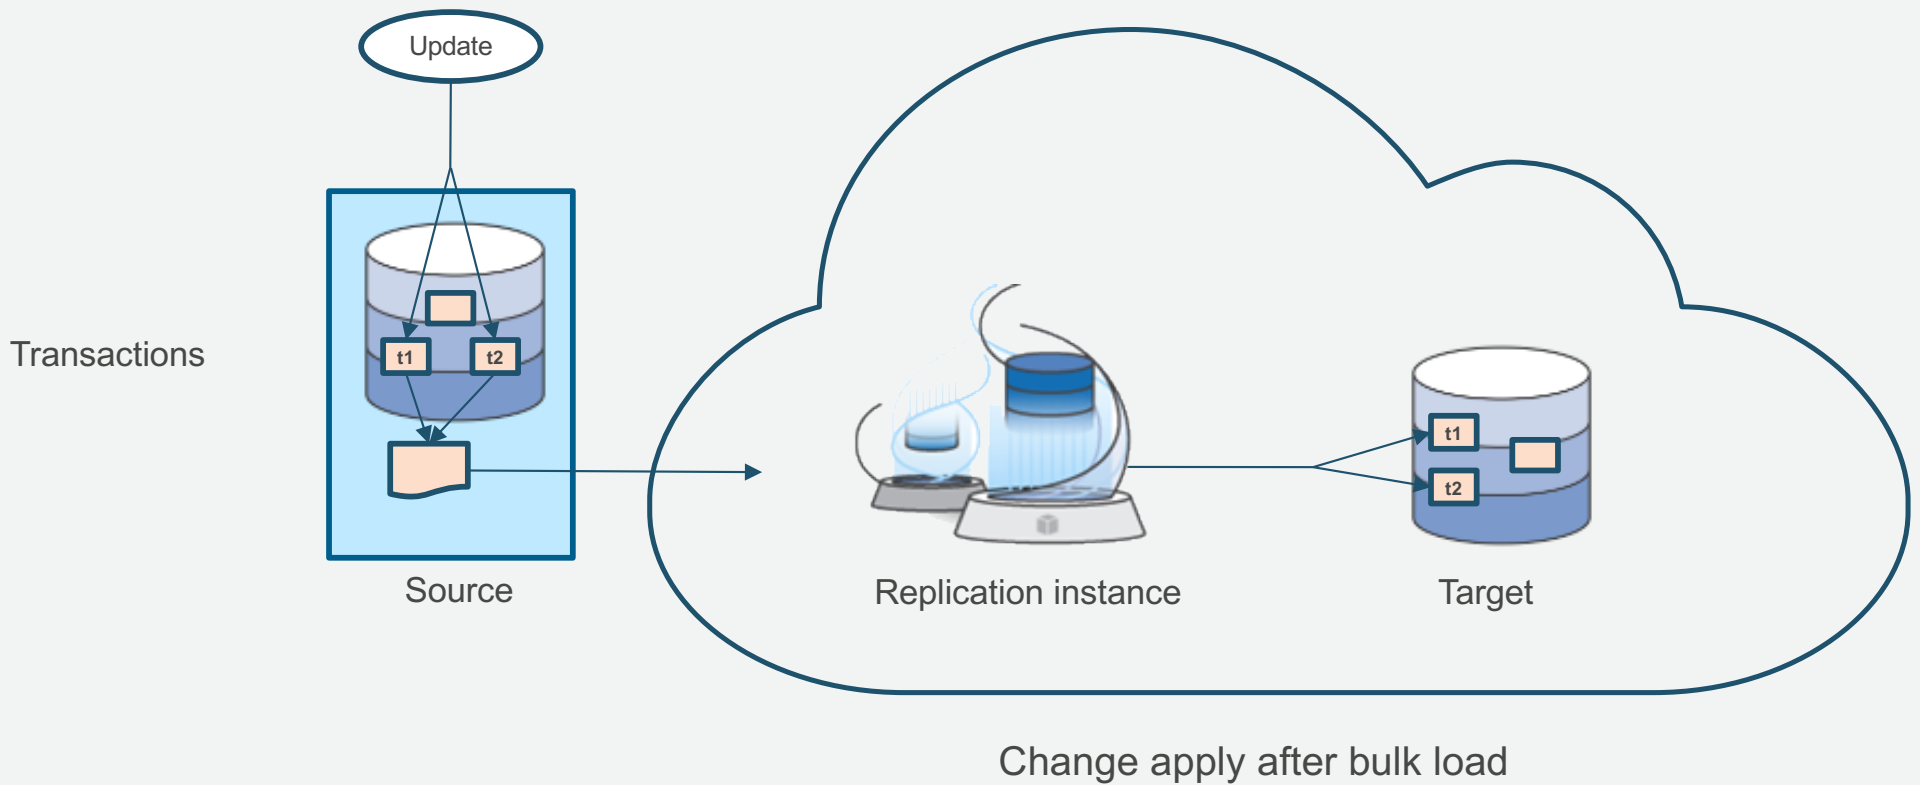 Update
Transactions
t1
t2
Source
Replication instance
t1
t2
Target
Change apply after bulk load